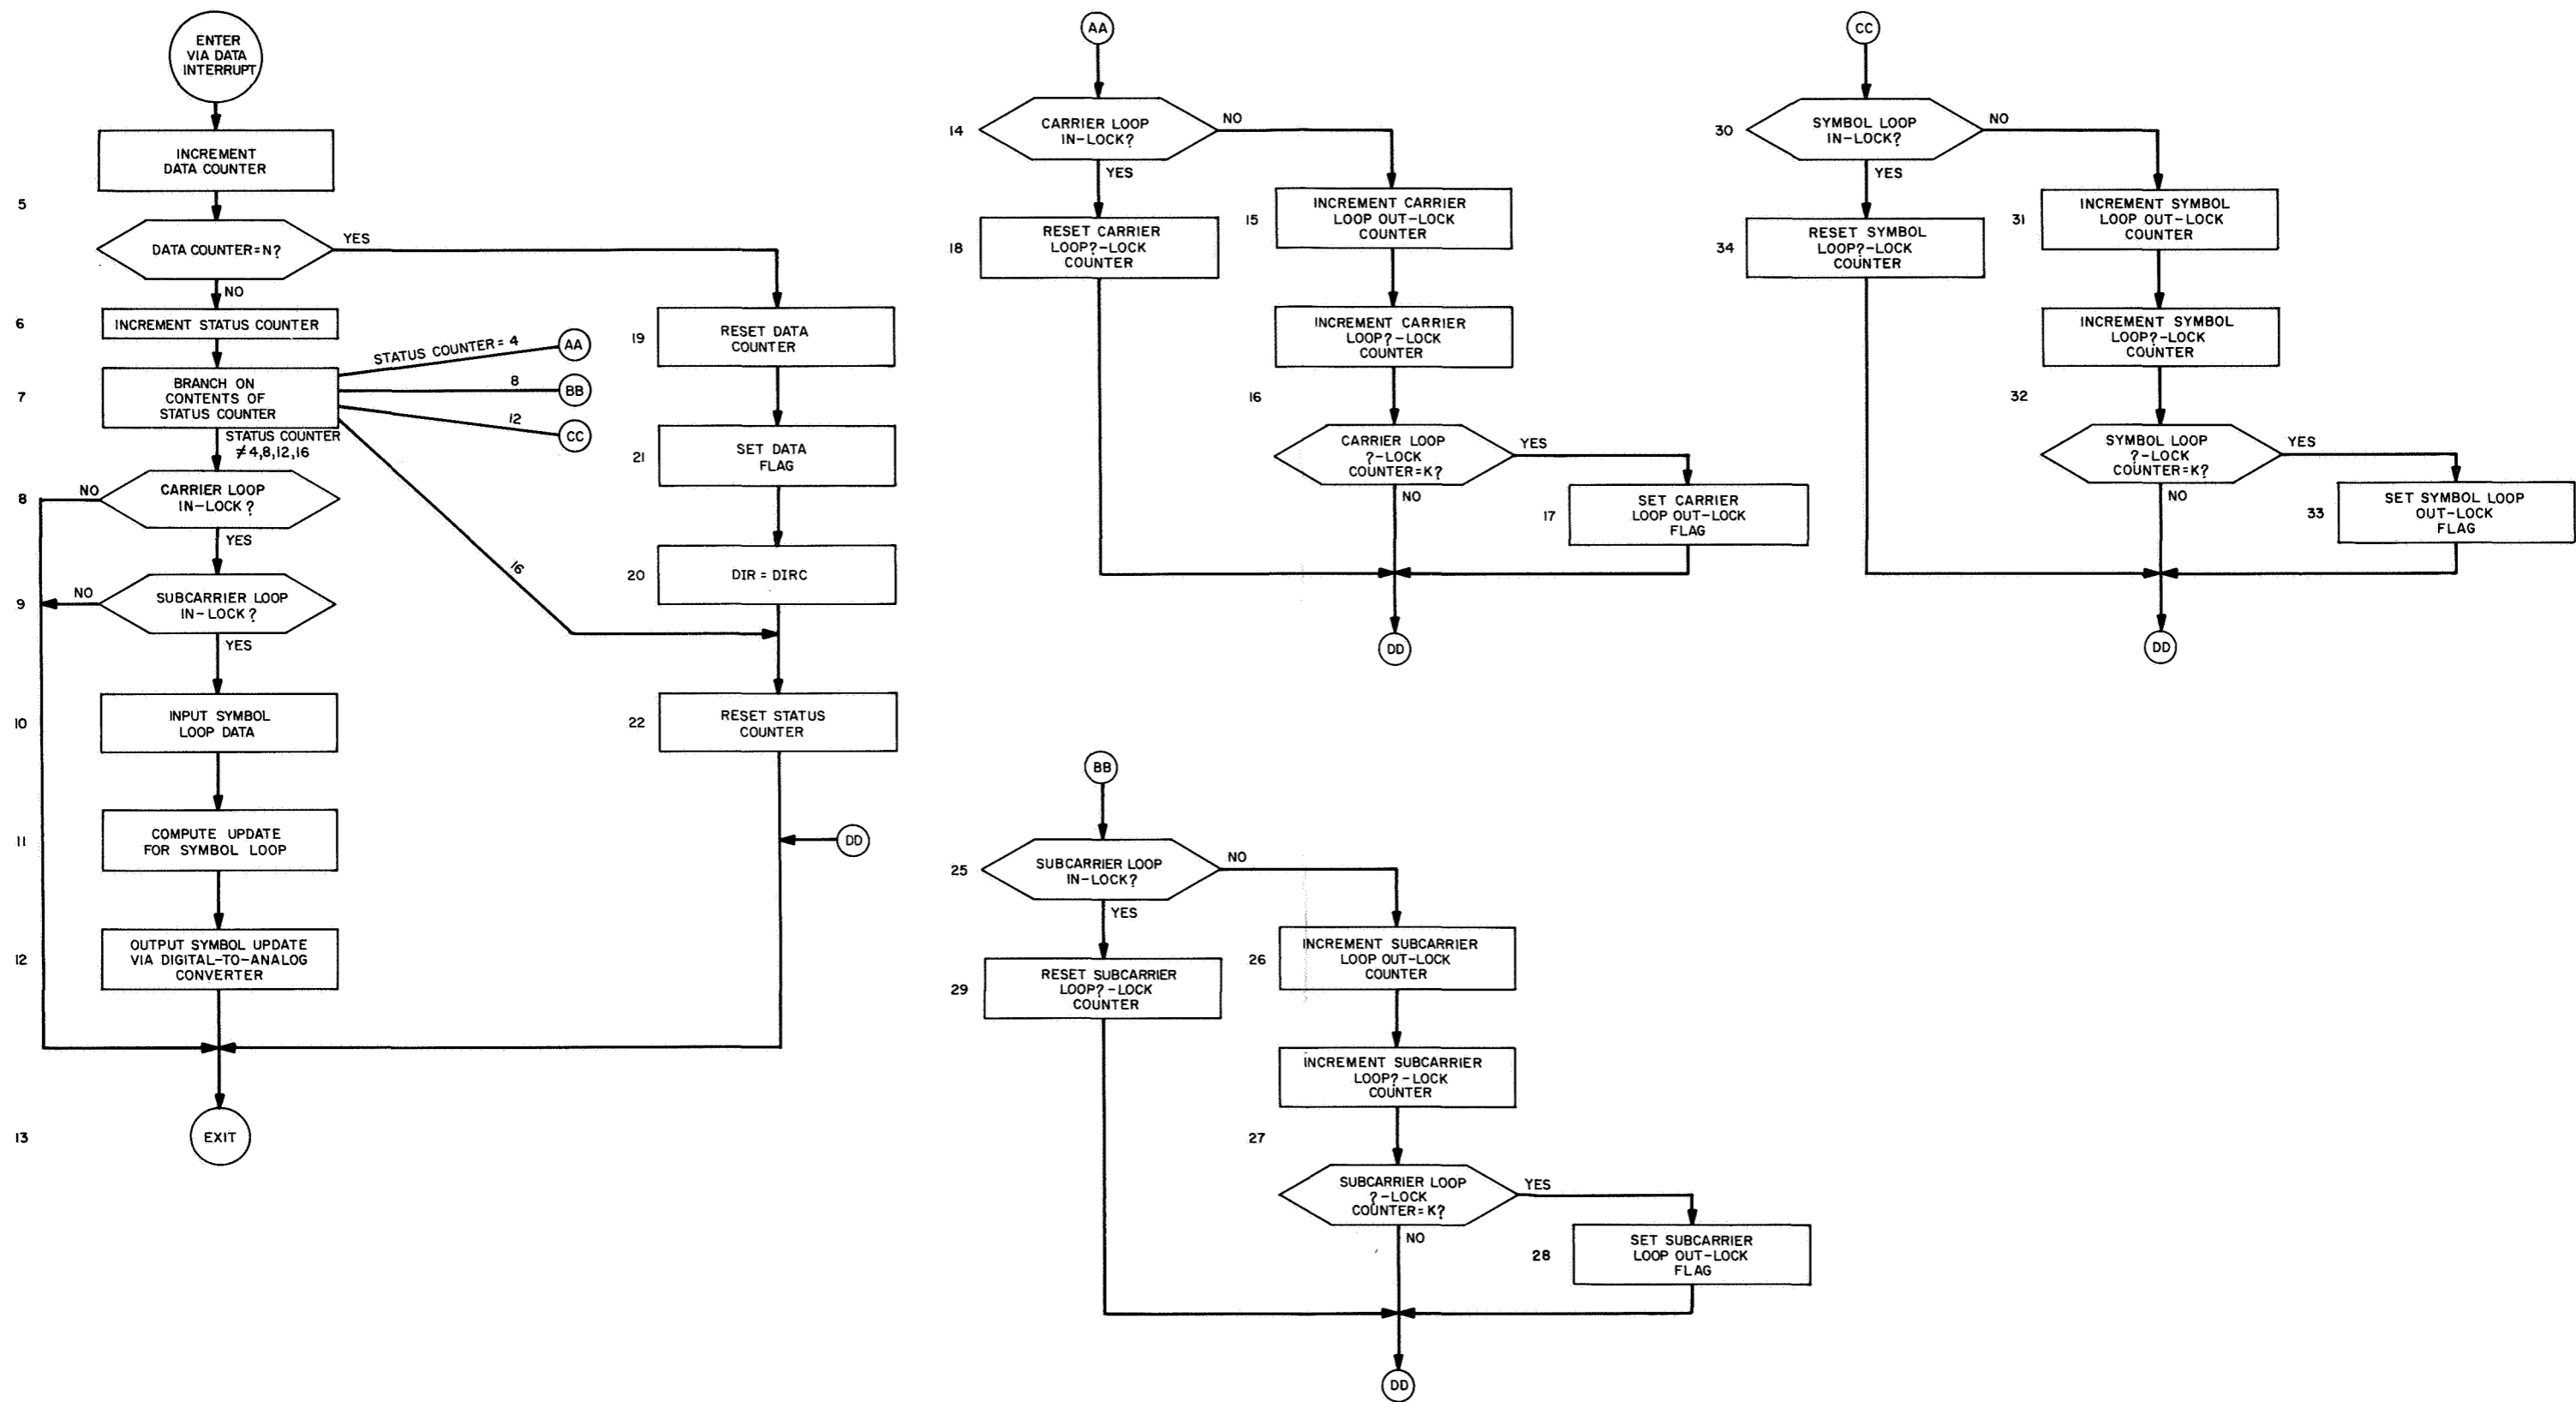 ENTER
VIA DATA
INTERRUPT
INCREMENT
DATA COUNTER
5
DATA COUNTER=N?
YES
NO
6
INCREMENT STATUS COUNTER
7
BRANCH ON
CONTENTS OF
STATUS COUNTER
STATUS COUNTER = 4
AA
8
BB
12
CC
16
STATUS COUNTER
≠4,8,12,16
8
CARRIER LOOP
IN-LOCK?
NO
YES
9
SUBCARRIER LOOP
IN-LOCK?
NO
YES
10
INPUT SYMBOL
LOOP DATA
11
COMPUTE UPDATE
FOR SYMBOL LOOP
12
OUTPUT SYMBOL UPDATE
VIA DIGITAL-TO-ANALOG
CONVERTER
13
EXIT
19
RESET DATA
COUNTER
21
SET DATA
FLAG
20
DIR = DIRC
22
RESET STATUS
COUNTER
DD
AA
14
CARRIER LOOP
IN-LOCK?
NO
YES
18
RESET CARRIER
LOOP?-LOCK
COUNTER
15
INCREMENT CARRIER
LOOP OUT-LOCK
COUNTER
INCREMENT CARRIER
LOOP?-LOCK
COUNTER
16
CARRIER LOOP
?-LOCK
COUNTER=K?
YES
NO
17
SET CARRIER
LOOP OUT-LOCK
FLAG
DD
CC
30
SYMBOL LOOP
IN-LOCK?
NO
YES
34
RESET SYMBOL
LOOP?-LOCK
COUNTER
31
INCREMENT SYMBOL
LOOP OUT-LOCK
COUNTER
INCREMENT SYMBOL
LOOP?-LOCK
COUNTER
32
SYMBOL LOOP
?-LOCK
COUNTER=K?
YES
NO
33
SET SYMBOL LOOP
OUT-LOCK
FLAG
DD
BB
25
SUBCARRIER LOOP
IN-LOCK?
NO
YES
29
RESET SUBCARRIER
LOOP?-LOCK
COUNTER
26
INCREMENT SUBCARRIER
LOOP OUT-LOCK
COUNTER
INCREMENT SUBCARRIER
LOOP?-LOCK
COUNTER
27
SUBCARRIER LOOP
?-LOCK
COUNTER=K?
YES
NO
28
SET SUBCARRIER
LOOP OUT-LOCK
FLAG
DD